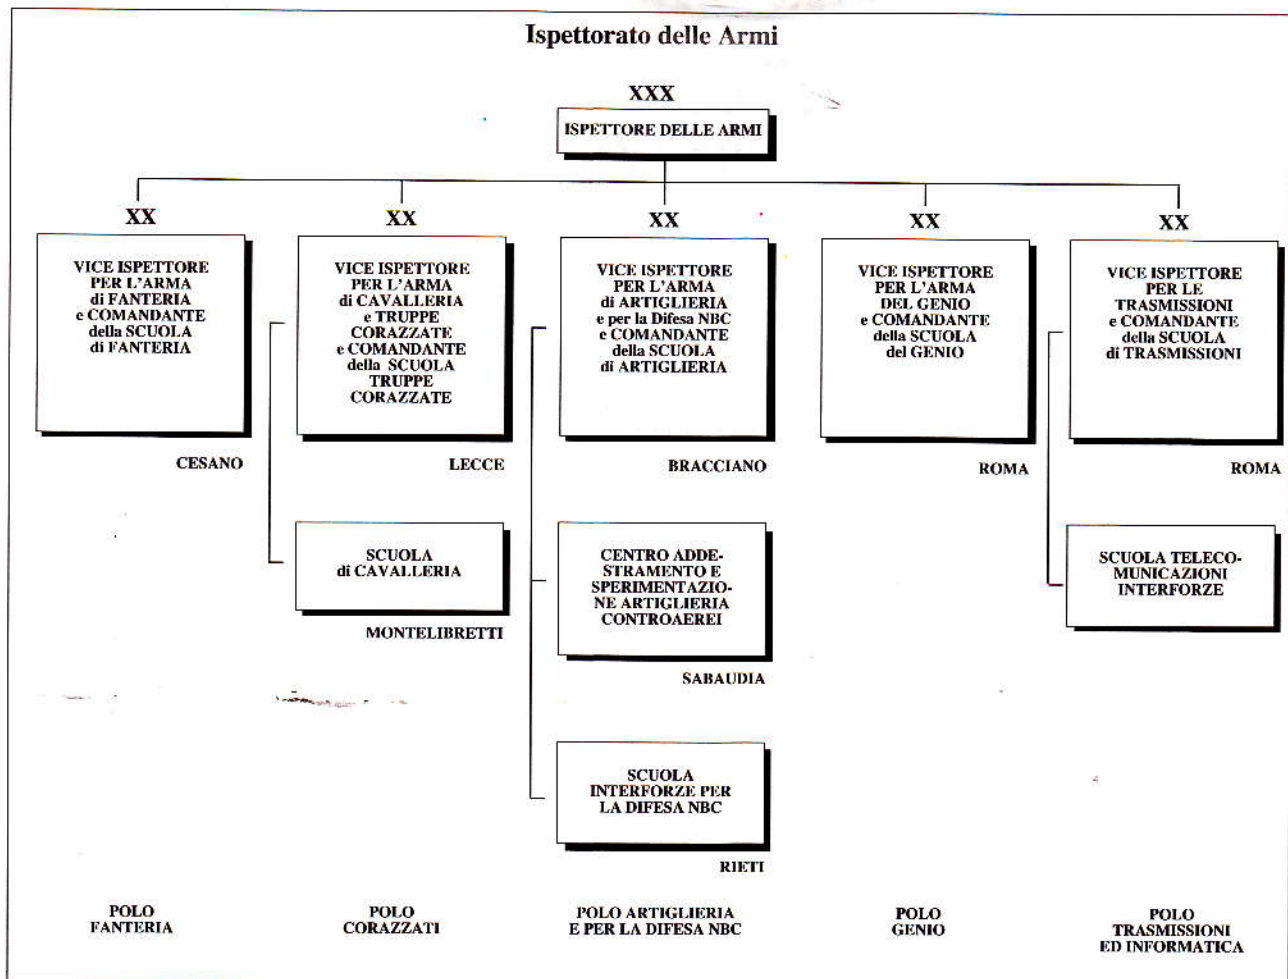 Ispettorato delle Armi
XXX
ISPETTORE DELLE ARMI
XX
VICE ISPETTORE
PER L'ARMA
di FANTERIA
e COMANDANTE
della SCUOLA
di FANTERIA
CESANO
XX
VICE ISPETTORE
PER L'ARMA
di CAVALLERIA
e TRUPPE
CORAZZATE
e COMANDANTE
della SCUOLA
TRUPPE
CORAZZATE
LECCE
SCUOLA
di CAVALLERIA
MONTELIBRETTI
XX
VICE ISPETTORE
PER L'ARMA
di ARTIGLIERIA
e per la Difesa NBC
e COMANDANTE
della SCUOLA
di ARTIGLIERIA
BRACCIANO
CENTRO ADDE-
STRAMENTO E
SPERIMENTAZIO-
NE ARTIGLIERIA
CONTROAEREI
SABAUDIA
SCUOLA
INTERFORZE PER
LA DIFESA NBC
RIETI
XX
VICE ISPETTORE
PER L'ARMA
DEL GENIO
e COMANDANTE
della SCUOLA
del GENIO
ROMA
XX
VICE ISPETTORE
PER LE
TRASMISSIONI
e COMANDANTE
della SCUOLA
di TRASMISSIONI
ROMA
SCUOLA TELECO-
MUNICAZIONI
INTERFORZE
POLO
FANTERIA
POLO
CORAZZATI
POLO ARTIGLIERIA
E PER LA DIFESA NBC
POLO
GENIO
POLO
TRASMISSIONI
ED INFORMATICA